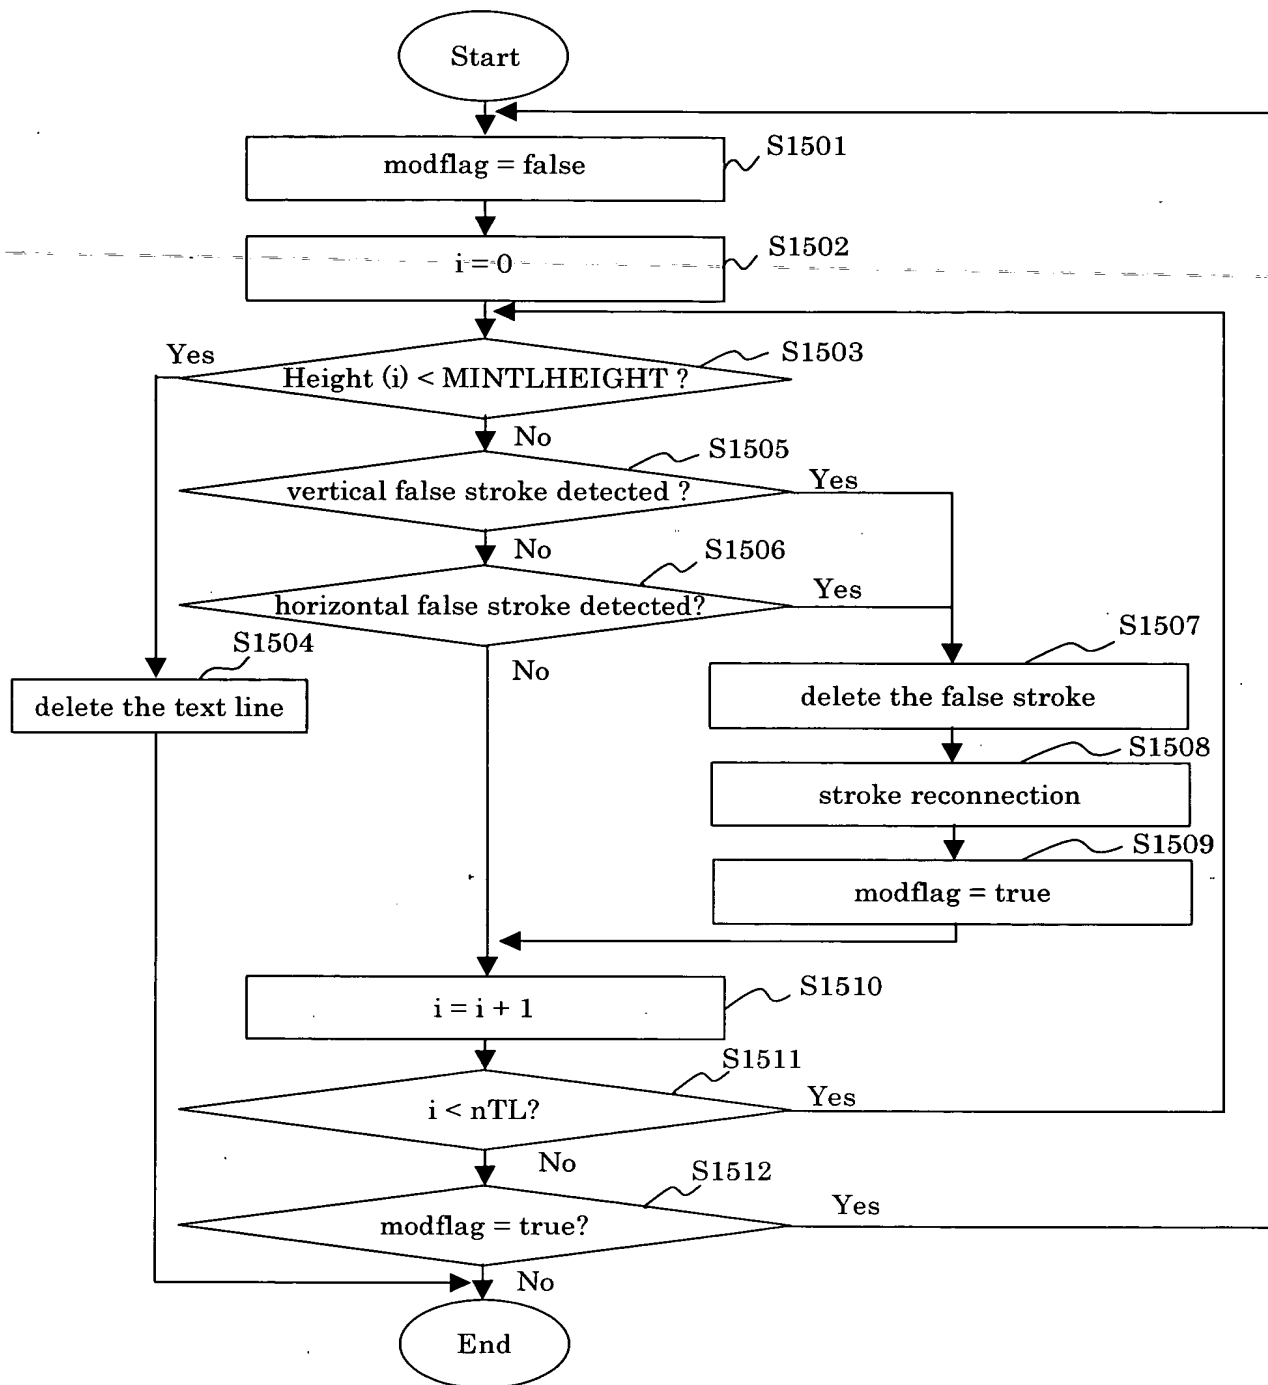 Start
modflag = false
S1501
i = 0
S1502
Yes
Height (i) < MINTLHEIGHT ?
S1503
No
S1505
vertical false stroke detected ?
Yes
No
S1506
horizontal false stroke detected?
Yes
S1504
No
S1507
delete the text line
delete the false stroke
S1508
stroke reconnection
S1509
modflag = true
i = i + 1
S1510
S1511
i < nTL?
Yes
No
S1512
modflag = true?
Yes
No
End